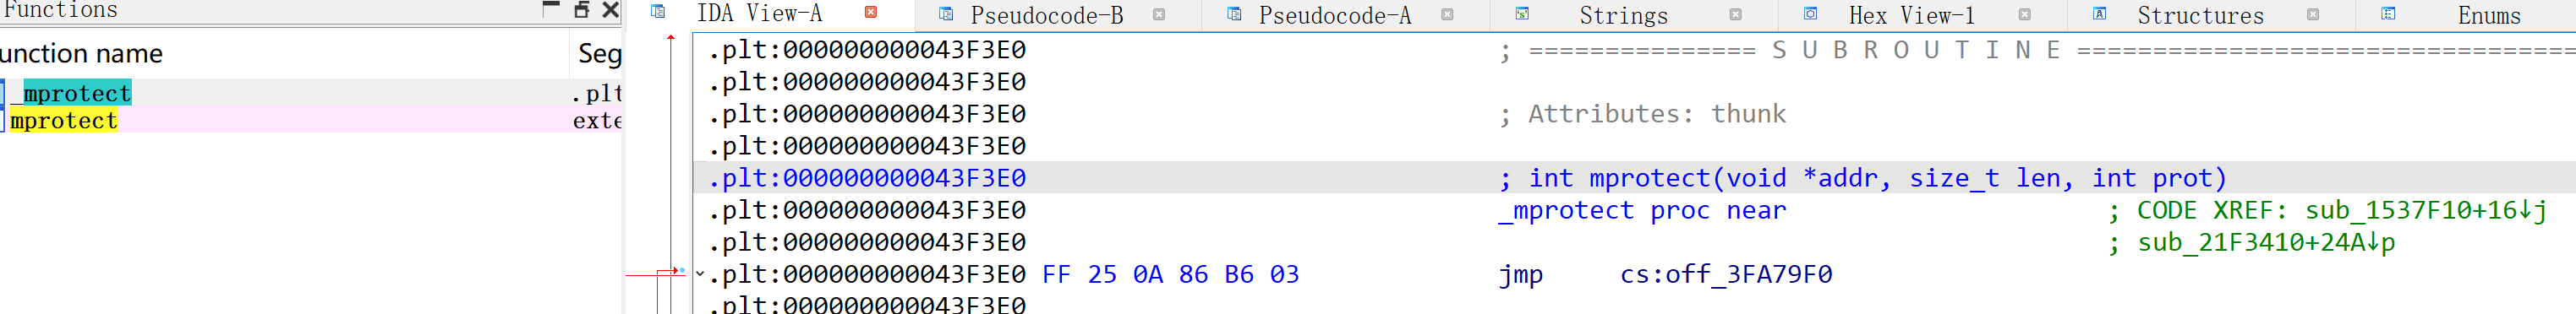 Functions
unction name Seg
_mprotect .plt
mprotect exte
IDA View-A Pseudocode-B Pseudocode-A Strings Hex View-1 Structures Enums
.plt:000000000043F3E0 ; =============== S U B R O U T I N E =================================
.plt:000000000043F3E0
.plt:000000000043F3E0 ; Attributes: thunk
.plt:000000000043F3E0
.plt:000000000043F3E0 ; int mprotect(void *addr, size_t len, int prot)
.plt:000000000043F3E0 _mprotect proc near ; CODE XREF: sub_1537F10+16↓j
.plt:000000000043F3E0 ; sub_21F3410+24A↓p
.plt:000000000043F3E0 FF 25 0A 86 B6 03 jmp cs:off_3FA79F0
.plt:000000000043F3E0